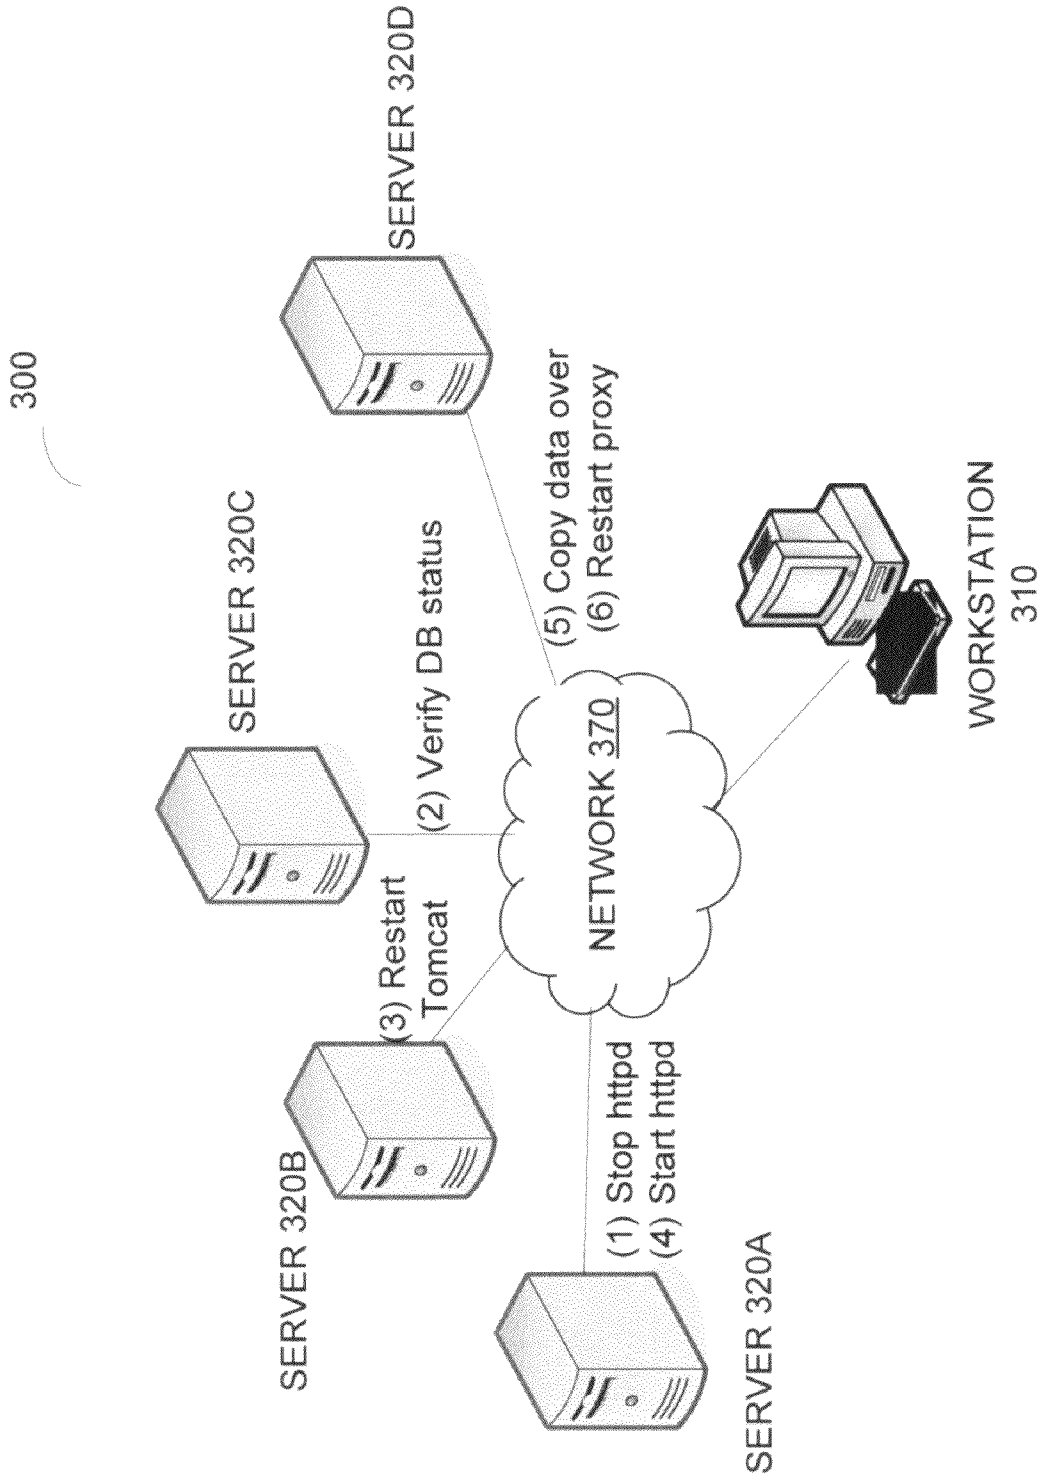 300
SERVER 320C
SERVER 320D
SERVER 320B
(3) Restart
Tomcat
(2) Verify DB status
(5) Copy data over
(6) Restart proxy
NETWORK 370
(1) Stop httpd
(4) Start httpd
SERVER 320A
WORKSTATION
310